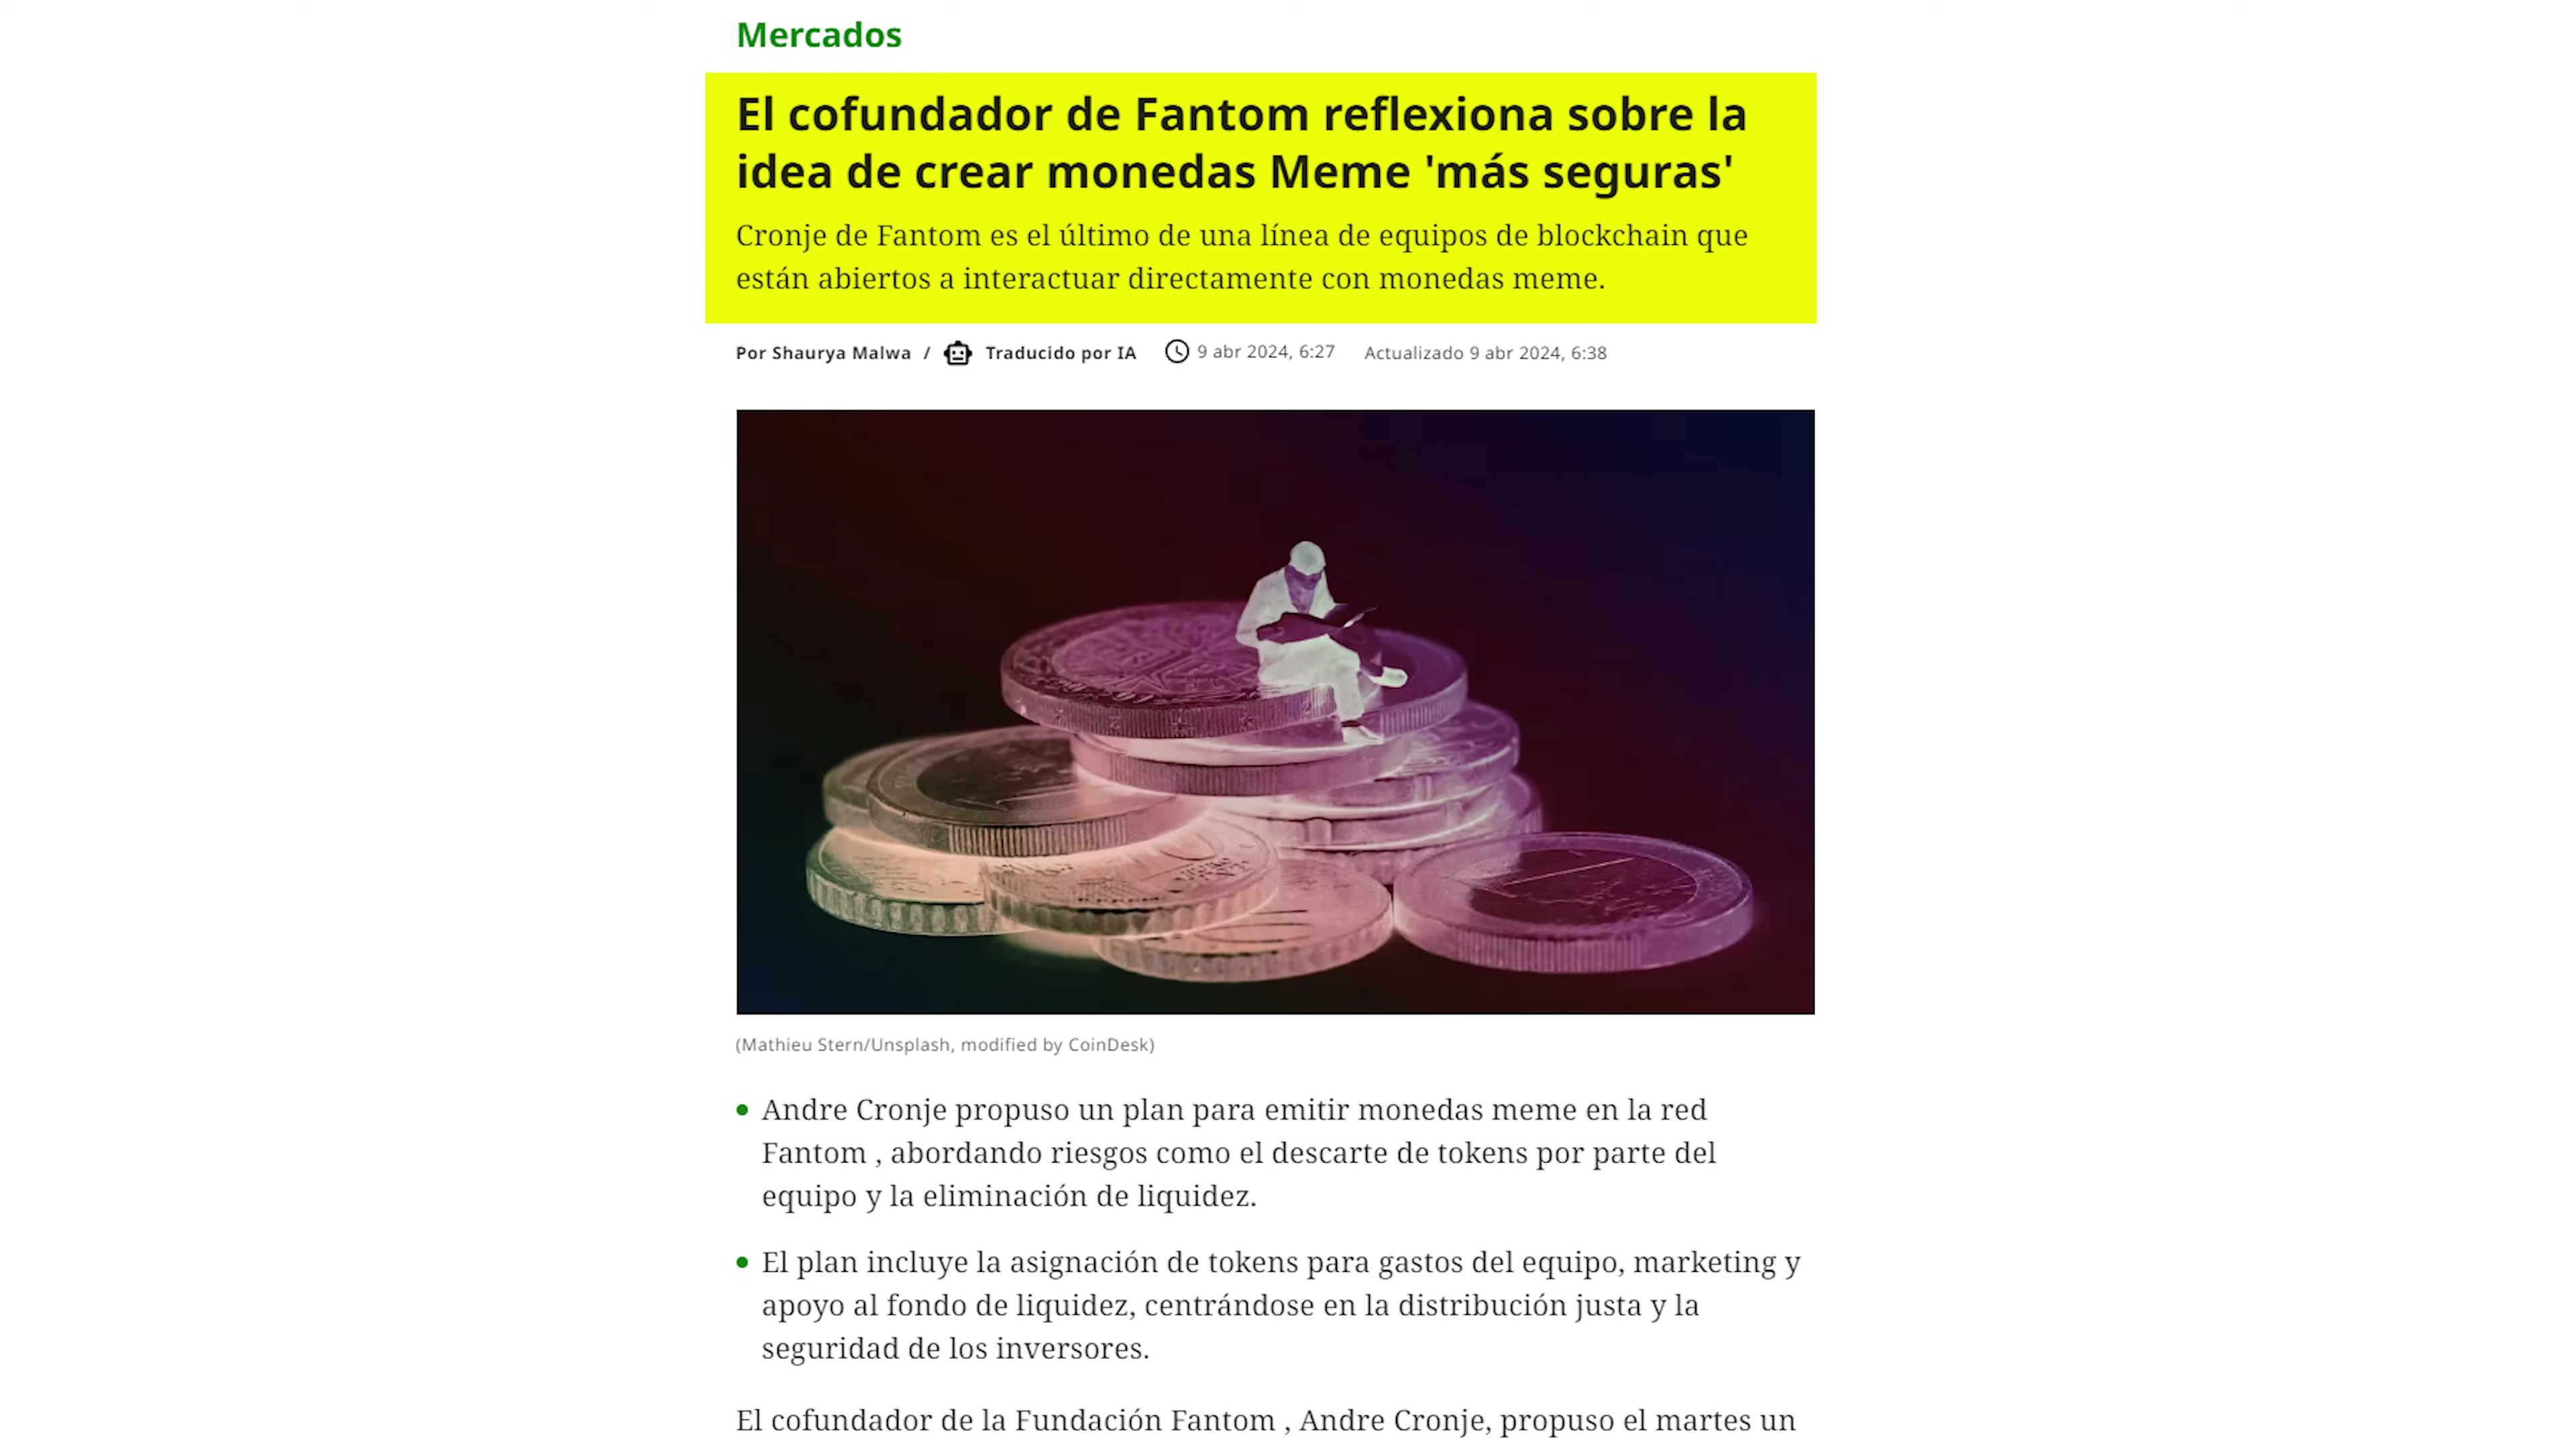 Mercados
El cofundador de Fantom reflexiona sobre la
idea de crear monedas Meme 'más seguras'
Cronje de Fantom es el último de una línea de equipos de blockchain que
están abiertos a interactuar directamente con monedas meme.
Por Shaurya Malwa / Traducido por IA 9 abr 2024, 6:27 Actualizado 9 abr 2024, 6:38
(Mathieu Stern/Unsplash, modified by CoinDesk)
• Andre Cronje propuso un plan para emitir monedas meme en la red
Fantom , abordando riesgos como el descarte de tokens por parte del
equipo y la eliminación de liquidez.
• El plan incluye la asignación de tokens para gastos del equipo, marketing y
apoyo al fondo de liquidez, centrándose en la distribución justa y la
seguridad de los inversores.
El cofundador de la Fundación Fantom , Andre Cronje, propuso el martes un